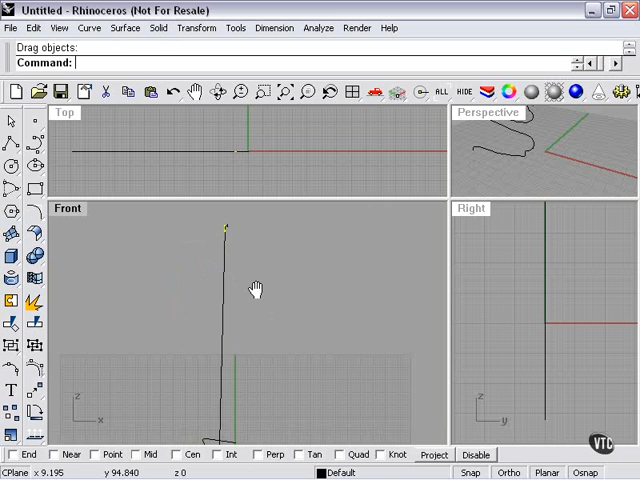 Untitled - Rhinoceros (Not For Resale)
File Edit View Curve Surface Solid Transform Tools Dimension Analyze Render Help
Drag objects:
Command:
ALL HIDE
Top
Perspective
Front
Right
T
z
x
z
y
VTC
End Near Point Mid Cen Int Perp Tan Quad Knot Project Disable
CPlane x 9.195 y 94.840 z 0 Default Snap Ortho Planar Osnap